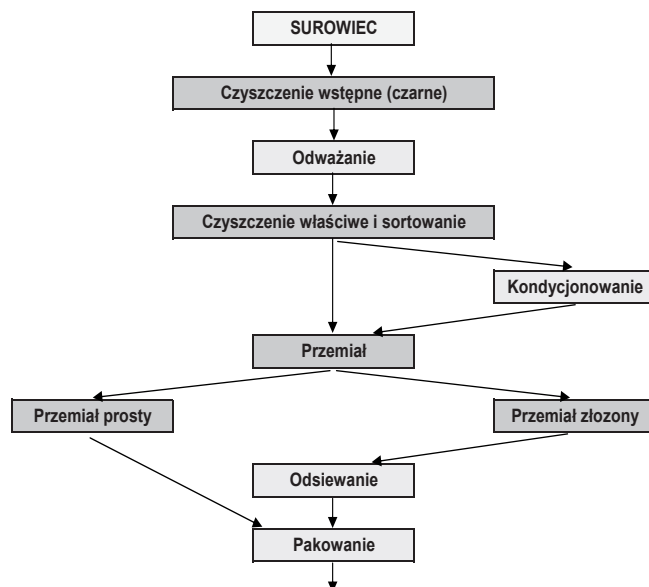 SUROWIEC
Czyszczenie wstępne (czarne)
Odważanie
Czyszczenie właściwe i sortowanie
Kondycjonowanie
Przemiał
Przemiał prosty
Przemiał złozony
Odsiewanie
Pakowanie